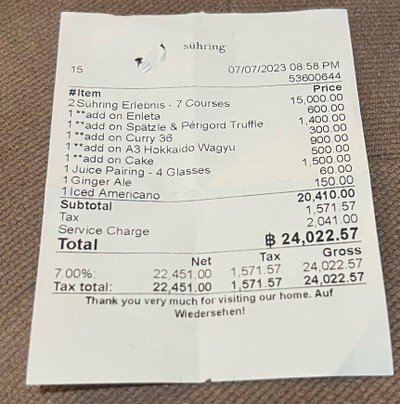 sühring
15 07/07/2023 08:58 PM
53600644
#Item Price
2 Sühring Erlebnis - 7 Courses 15,000.00
1 **add on Enleta 600.00
1 **add on Spätzle & Périgord Truffle 1,400.00
1 **add on Curry 36 300.00
1 **add on A3 Hokkaido Wagyu 900.00
1 **add on Cake 500.00
1 Juice Pairing - 4 Glasses 1,500.00
1 Ginger Ale 60.00
1 Iced Americano 150.00
Subtotal 20,410.00
Tax 1,571.57
Service Charge 2,041.00
Total ฿ 24,022.57
Net Tax Gross
7.00%: 22,451.00 1,571.57 24,022.57
Tax total: 22,451.00 1,571.57 24,022.57
Thank you very much for visiting our home. Auf
Wiedersehen!